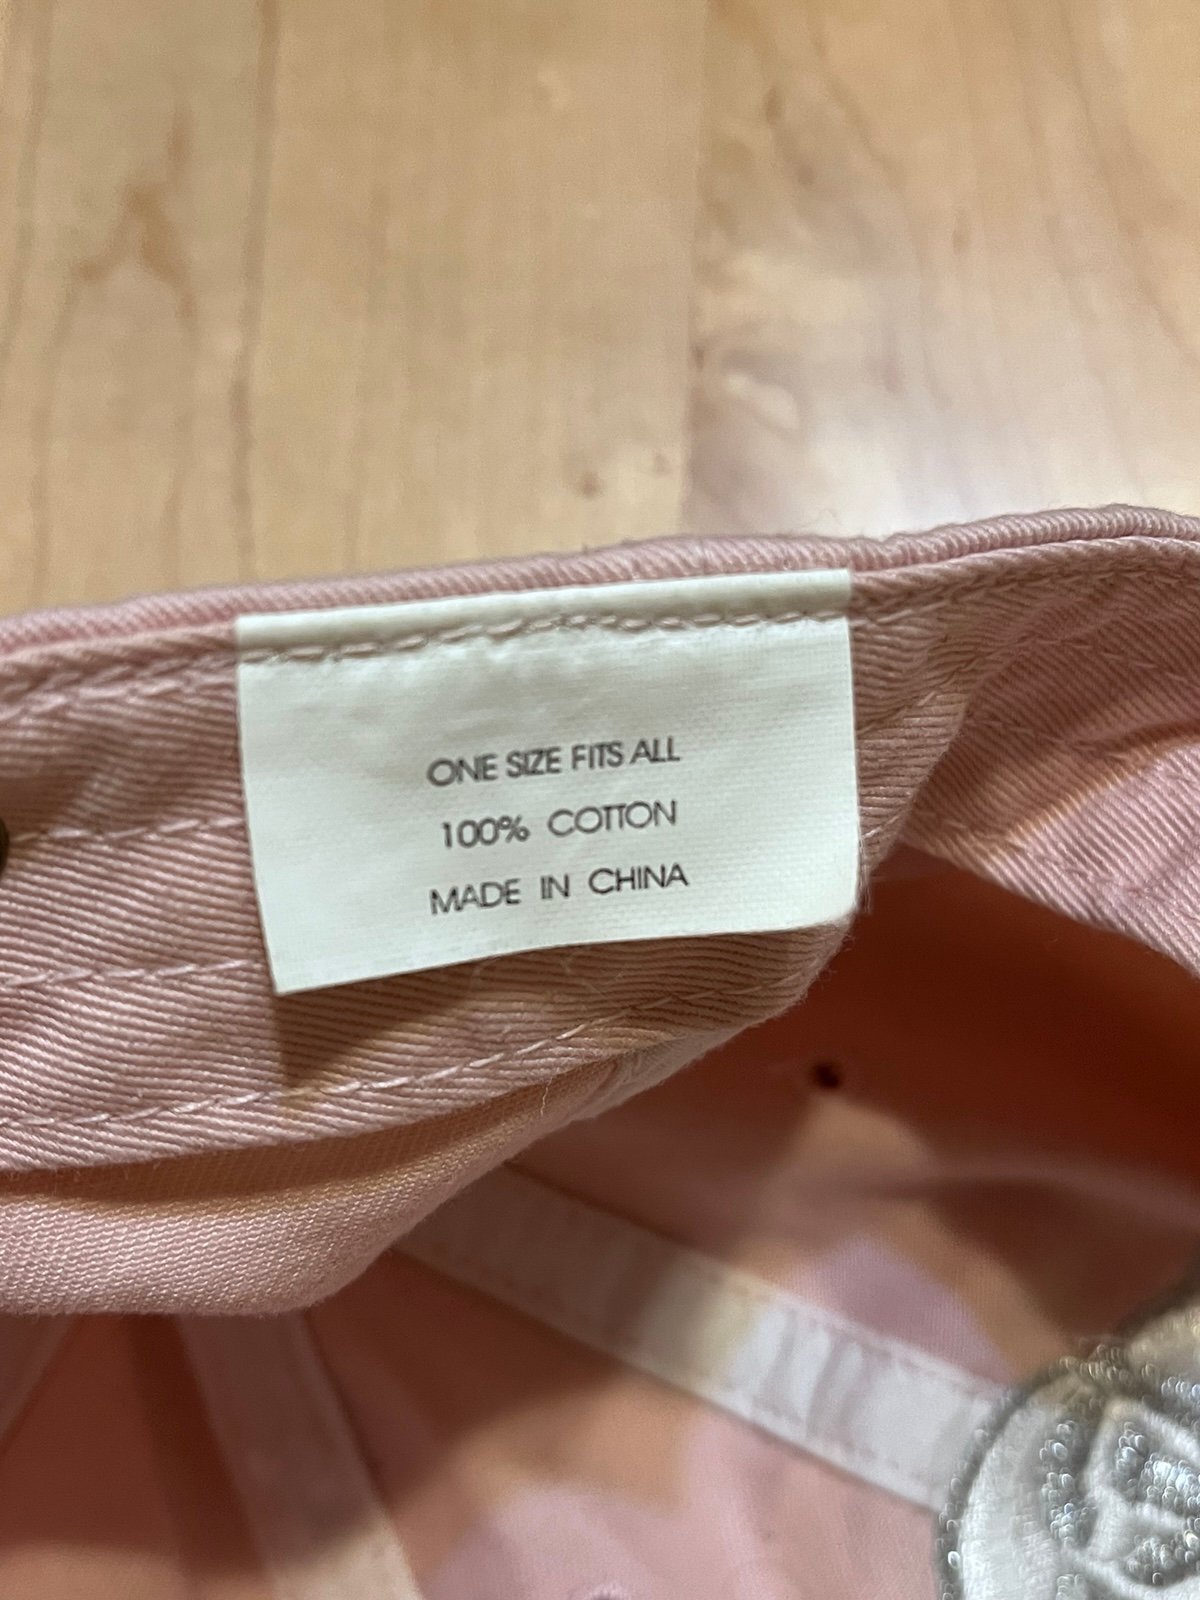 ONE SIZE FITS ALL
100% COTTON
MADE IN CHINA